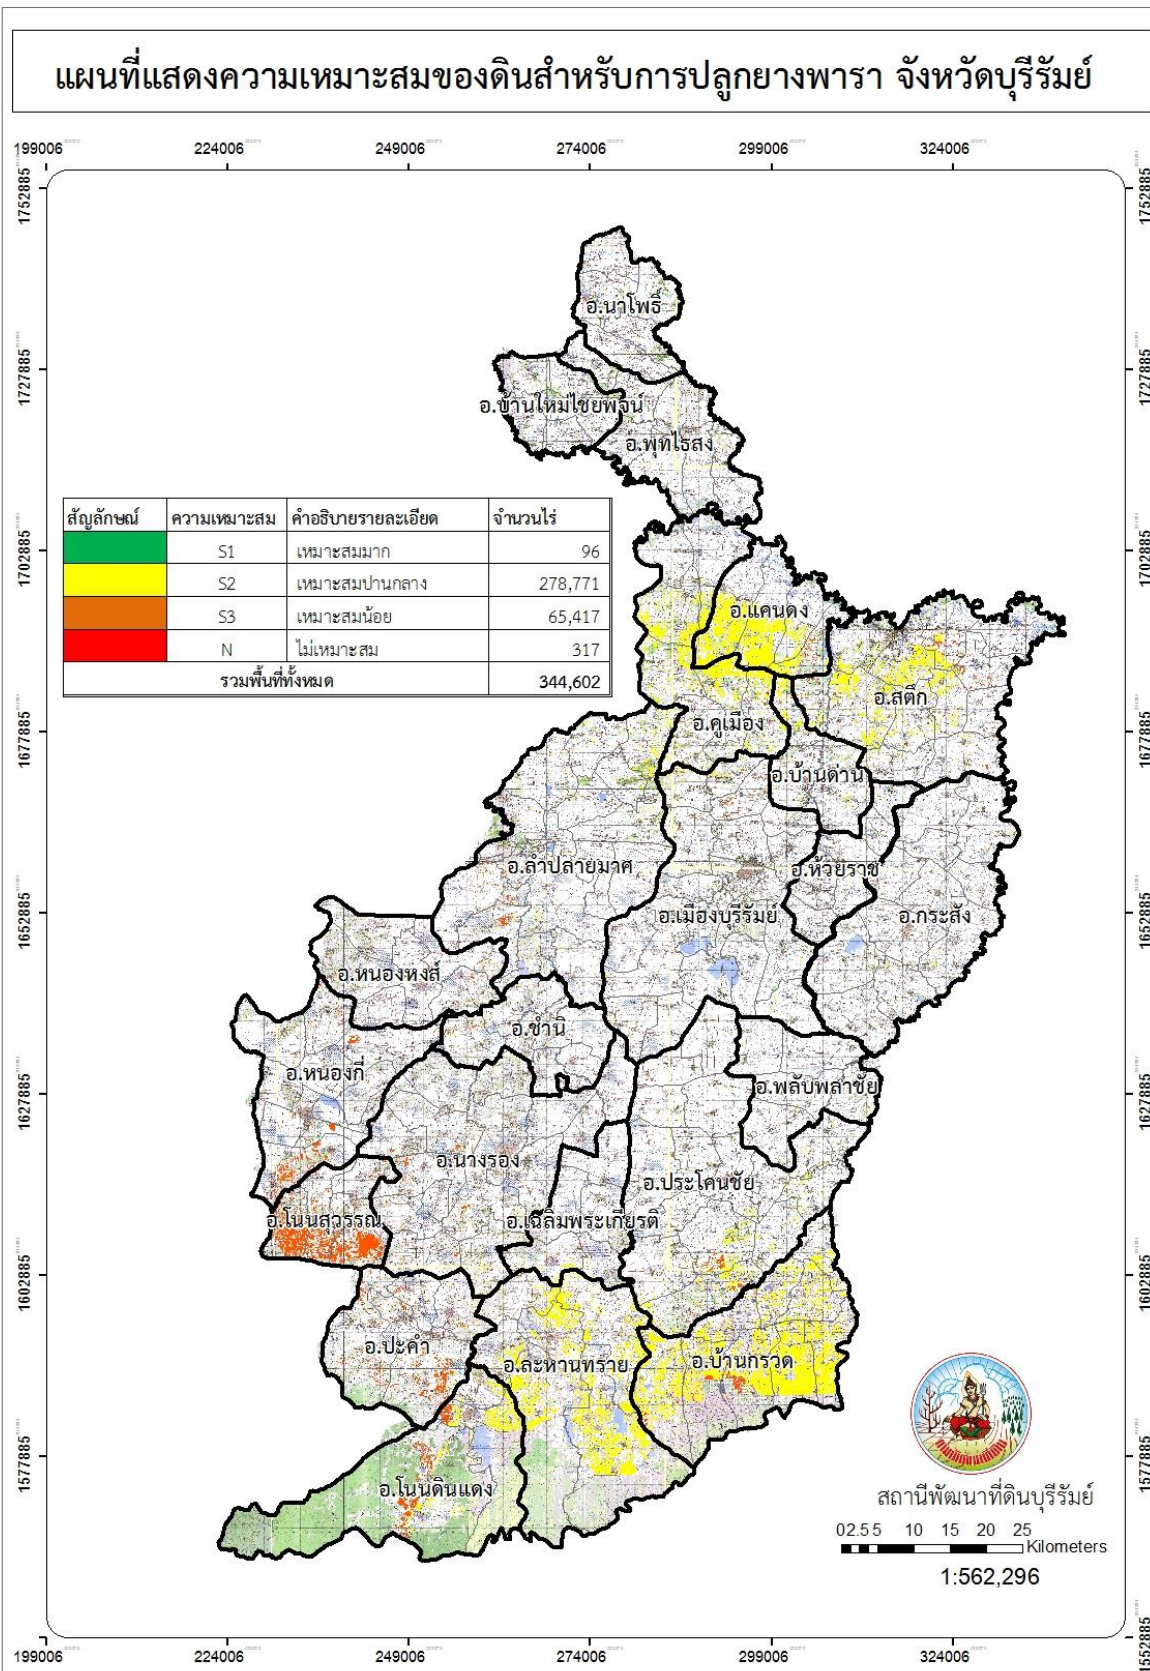 แผนที่แสดงความเหมาะสมของดินสำหรับการปลูกยางพารา จังหวัดบุรีรัมย์
199006 224006 249006 274006 299006 324006
1752885 1752885
อ.นาโพธิ์
1727885 1727885
อ.บ้านใหม่ไชยพจน์
อ.พุทไธสง
สัญลักษณ์ ความเหมาะสม คำอธิบายรายละเอียด จำนวนไร่
S1 เหมาะสมมาก 96
S2 เหมาะสมปานกลาง 278,771
S3 เหมาะสมน้อย 65,417
N ไม่เหมาะสม 317
รวมพื้นที่ทั้งหมด 344,602
1702885 1702885
อ.แคนดง
อ.สตึก
อ.คูเมือง
1677885 1677885
อ.บ้านด่าน
อ.ลำปลายมาศ
อ.ห้วยราช
อ.เมืองบุรีรัมย์
อ.กระสัง
1652885 1652885
อ.หนองหงส์
อ.ชำนิ
อ.หนองกี่
อ.พลับพลาชัย
1627885 1627885
อ.นางรอง
อ.ประโคนชัย
อ.โนนสุวรรณ
อ.เฉลิมพระเกียรติ
1602885 1602885
อ.ปะคำ
อ.ละหานทราย
อ.บ้านกรวด
1577885 1577885
อ.โนนดินแดง
สถานีพัฒนาที่ดินบุรีรัมย์
0 2.5 5 10 15 20 25
Kilometers
1:562,296
1552885 1552885
199006 224006 249006 274006 299006 324006